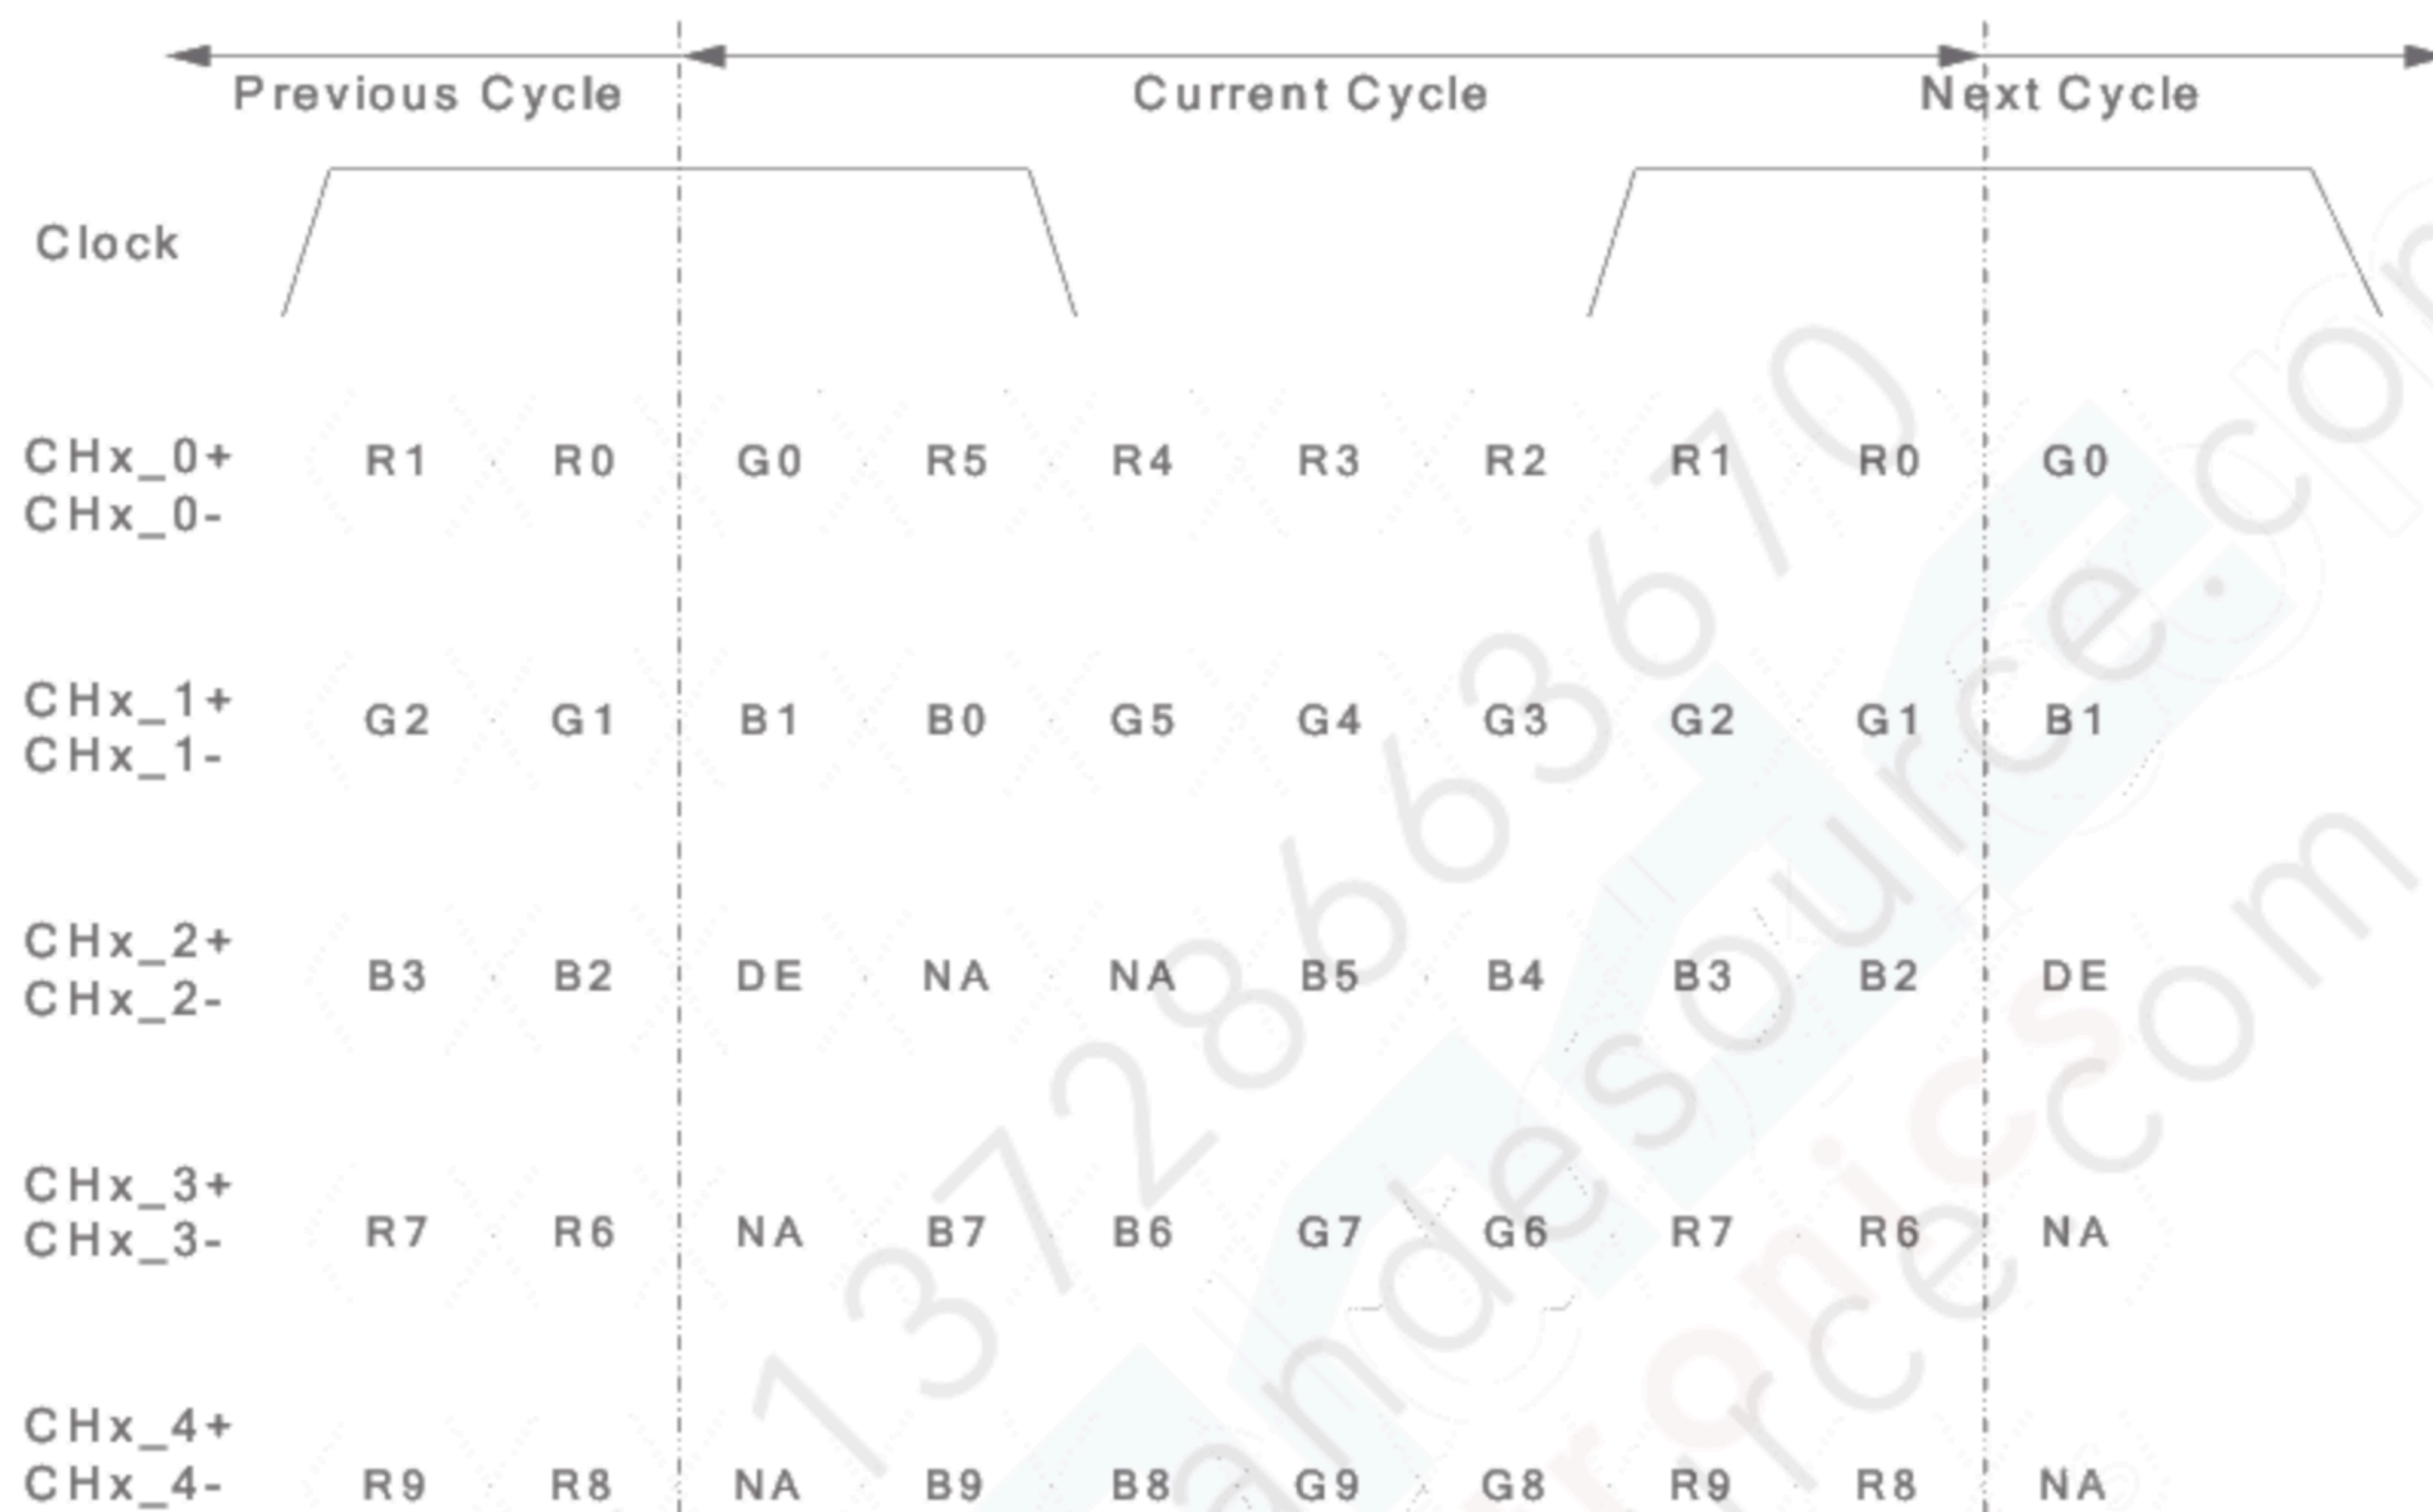 Previous Cycle Current Cycle Next Cycle
Clock
CHx_0+
R1 R0 G0 R5 R4 R3 R2 R1 R0 G0
CHx_0-
CHx_1+
G2 G1 B1 B0 G5 G4 G3 G2 G1 B1
CHx_1-
CHx_2+
B3 B2 DE NA NA B5 B4 B3 B2 DE
CHx_2-
CHx_3+
R7 R6 NA B7 B6 G7 G6 R7 R6 NA
CHx_3-
CHx_4+
CHx_4- R9 R8 NA B9 B8 G9 G8 R9 R8 NA
13728663670